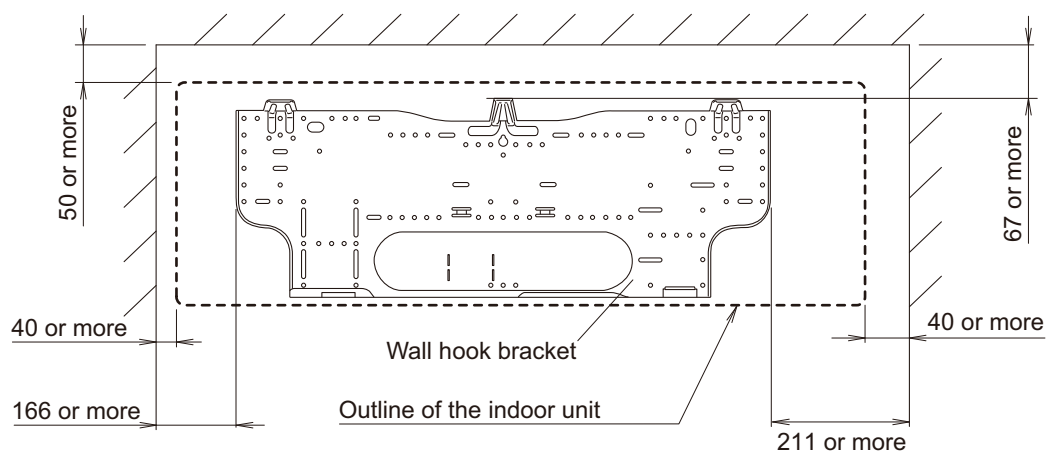 50 or more
67 or more
40 or more
40 or more
Wall hook bracket
166 or more
Outline of the indoor unit
211 or more